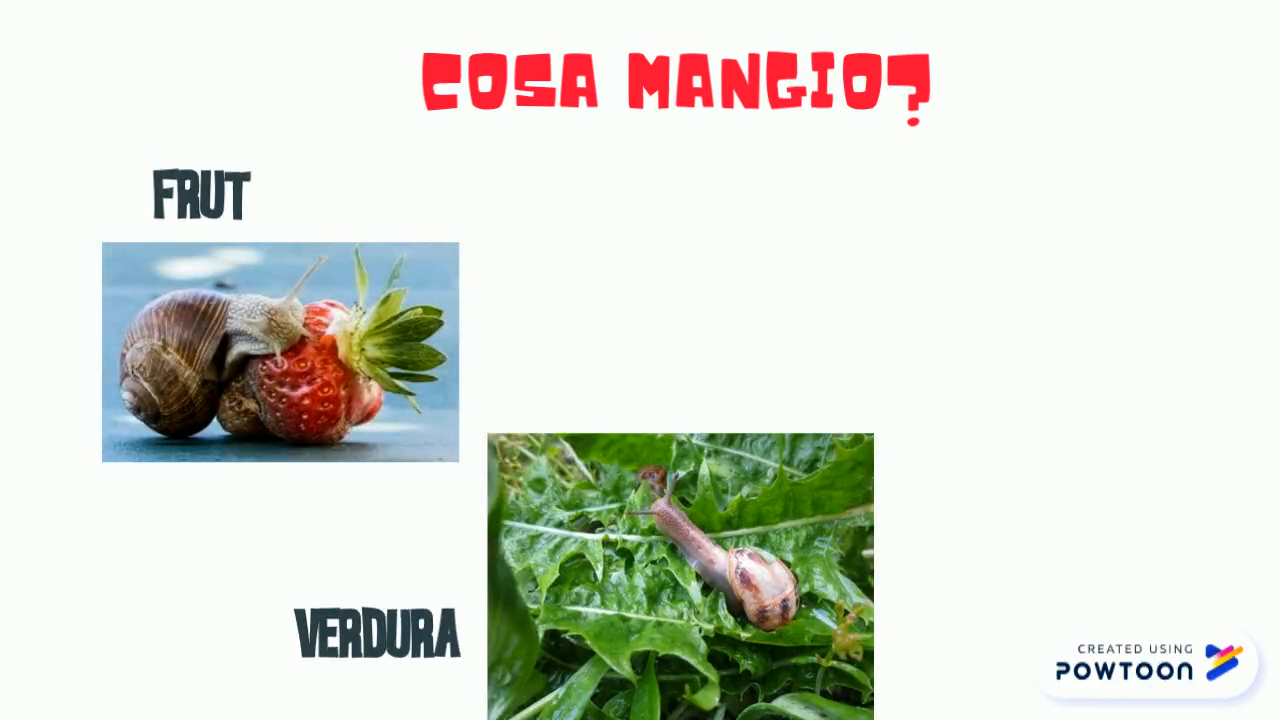 COSA MANGIO?
FRUT
VERDURA
CREATED USING
POWTOON